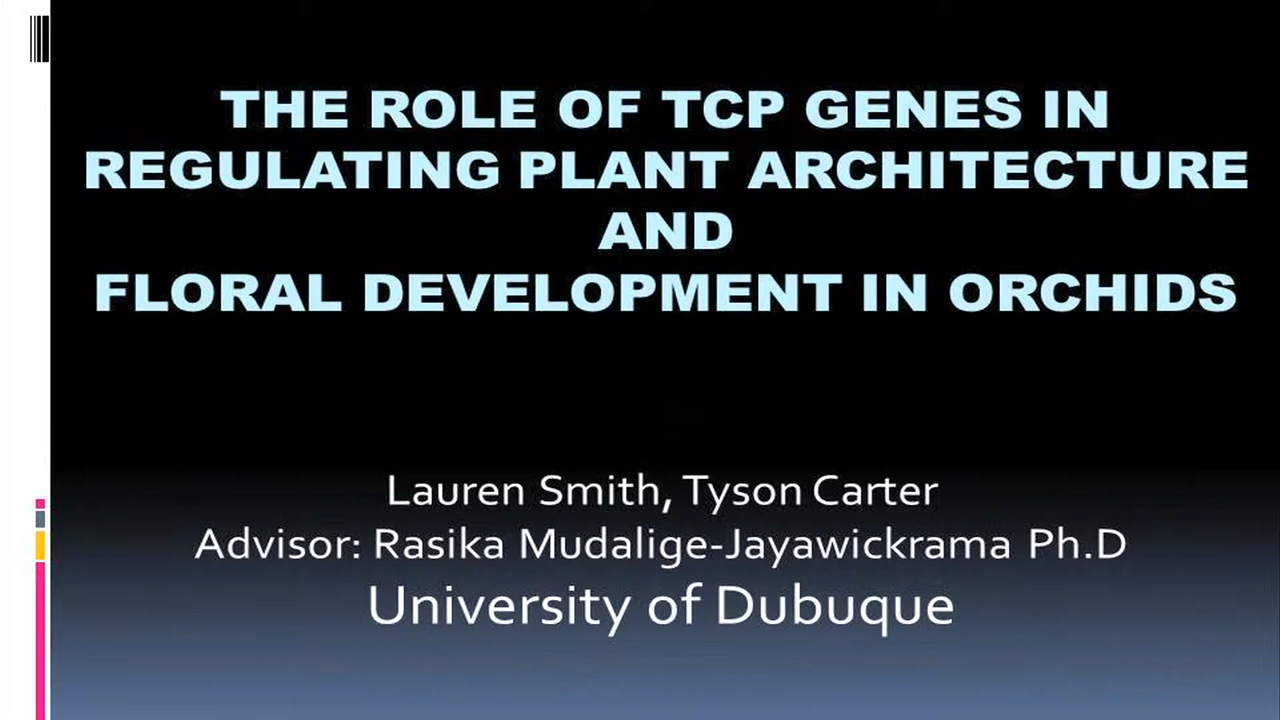 THE ROLE OF TCP GENES IN
REGULATING PLANT ARCHITECTURE
AND
FLORAL DEVELOPMENT IN ORCHIDS
Lauren Smith, Tyson Carter
Advisor: Rasika Mudalige-Jayawickrama Ph.D
University of Dubuque